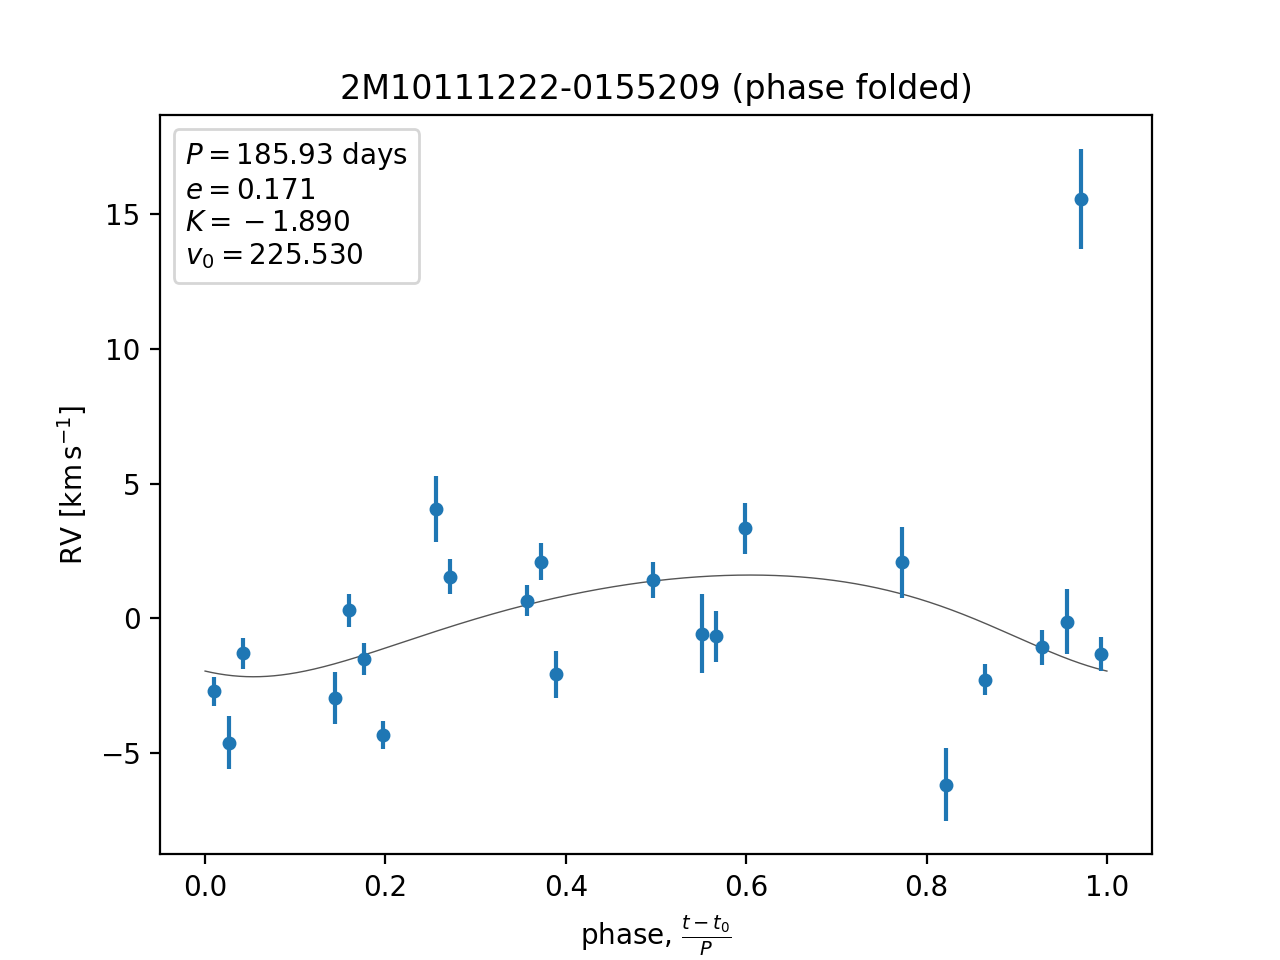 2M10111222-0155209 (phase folded)
P = 185.93 days
e = 0.171
K = −1.890
v₀ = 225.530
15
10
5
0
−5
RV [km s⁻¹]
0.0 0.2 0.4 0.6 0.8 1.0
phase, (t − t₀)/P